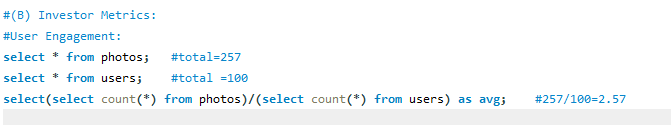 #(B) Investor Metrics:
#User Engagement:
select * from photos;   #total=257
select * from users;    #total =100
select(select count(*) from photos)/(select count(*) from users) as avg;    #257/100=2.57